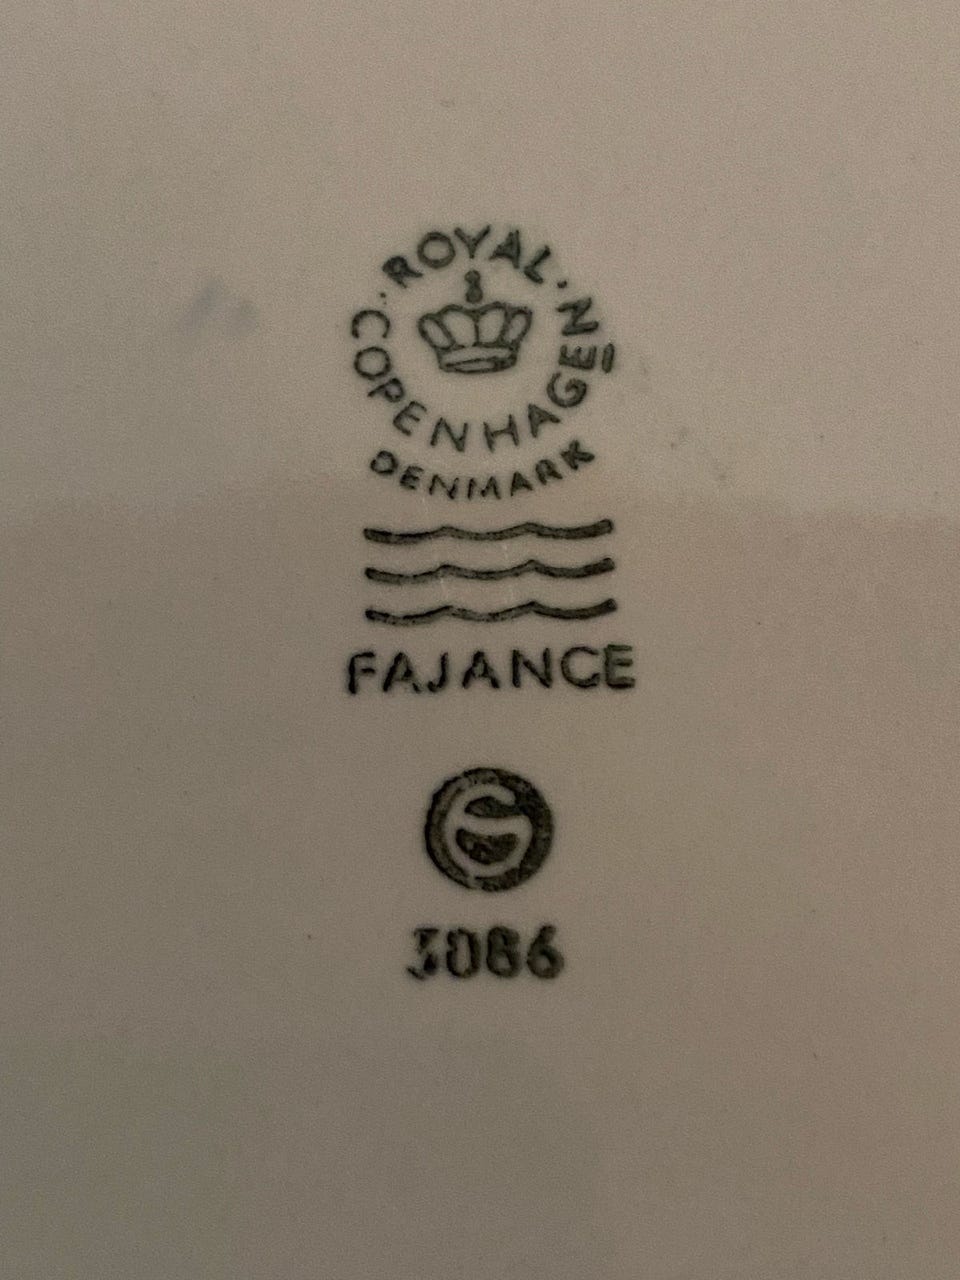 ROYAL
COPENHAGEN
DENMARK
FAJANCE
G
3086